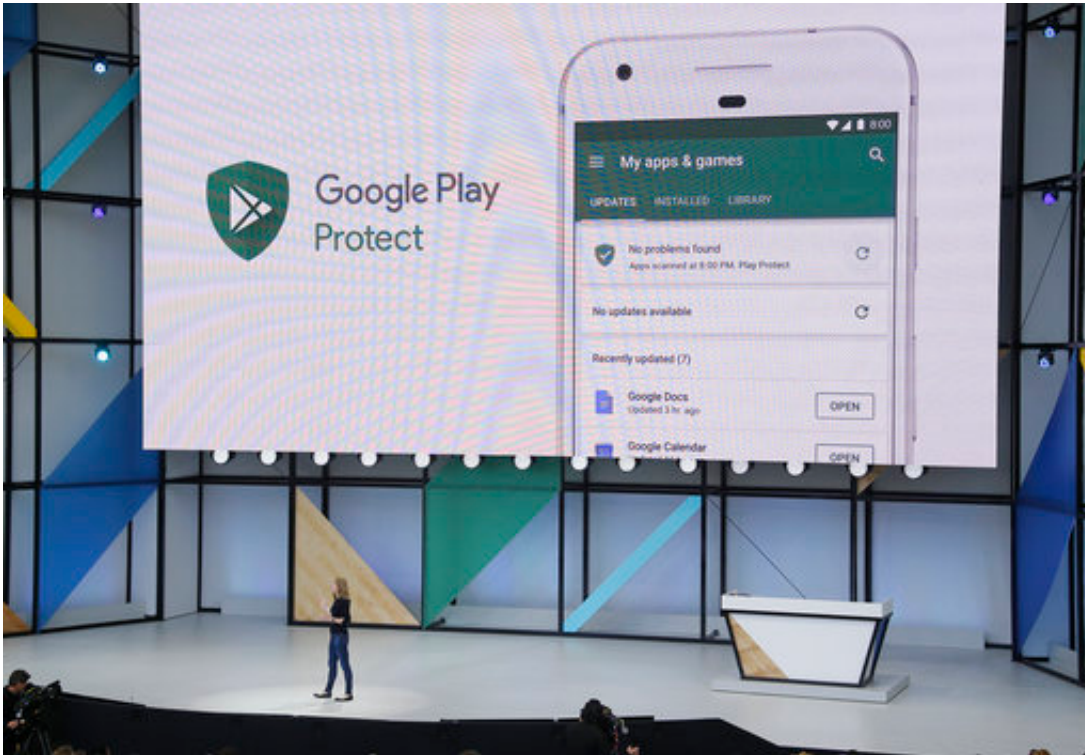 Google Play
Protect
8:00
My apps & games
UPDATES INSTALLED LIBRARY
No problems found
Apps scanned at 8:00 PM. Play Protect
No updates available
Recently updated (7)
Google Docs
Updated 3 hr. ago
OPEN
Google Calendar
OPEN